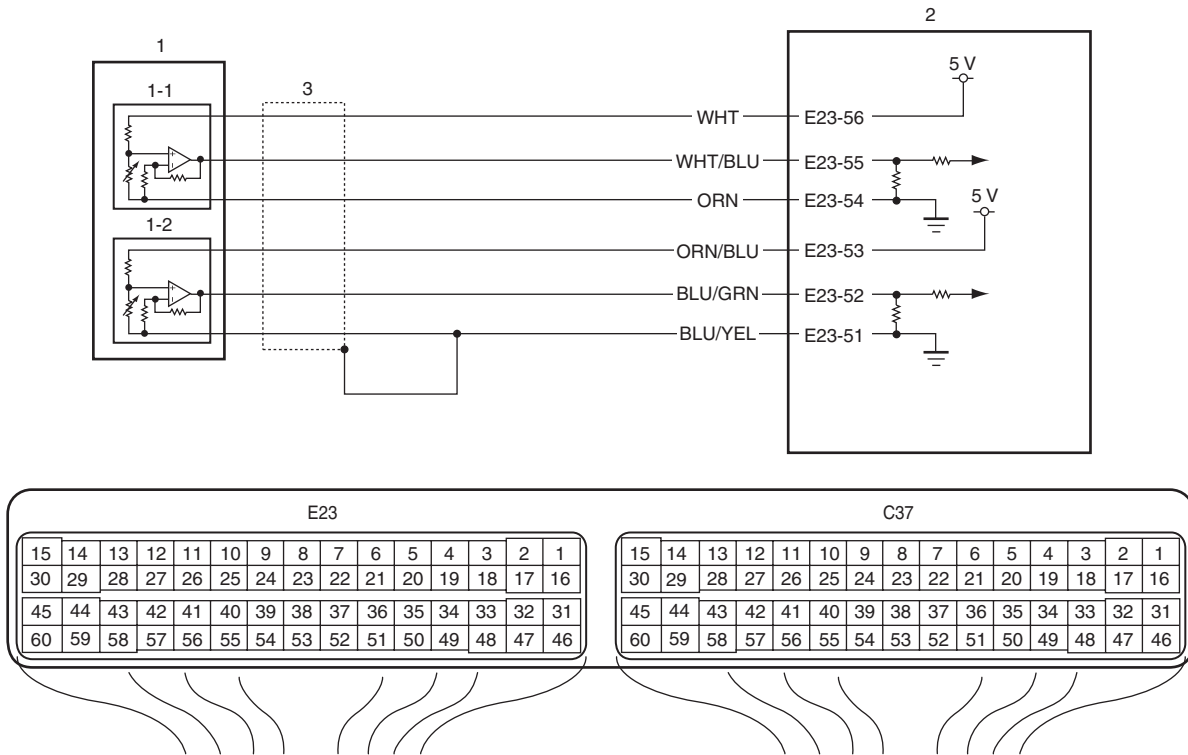 2
1
5 V
1-1
3
WHT
E23-56
WHT/BLU
E23-55
ORN
E23-54
5 V
1-2
ORN/BLU
E23-53
BLU/GRN
E23-52
BLU/YEL
E23-51
E23
C37
15 14 13 12 11 10 9 8 7 6 5 4 3 2 1
30 29 28 27 26 25 24 23 22 21 20 19 18 17 16
45 44 43 42 41 40 39 38 37 36 35 34 33 32 31
60 59 58 57 56 55 54 53 52 51 50 49 48 47 46
15 14 13 12 11 10 9 8 7 6 5 4 3 2 1
30 29 28 27 26 25 24 23 22 21 20 19 18 17 16
45 44 43 42 41 40 39 38 37 36 35 34 33 32 31
60 59 58 57 56 55 54 53 52 51 50 49 48 47 46